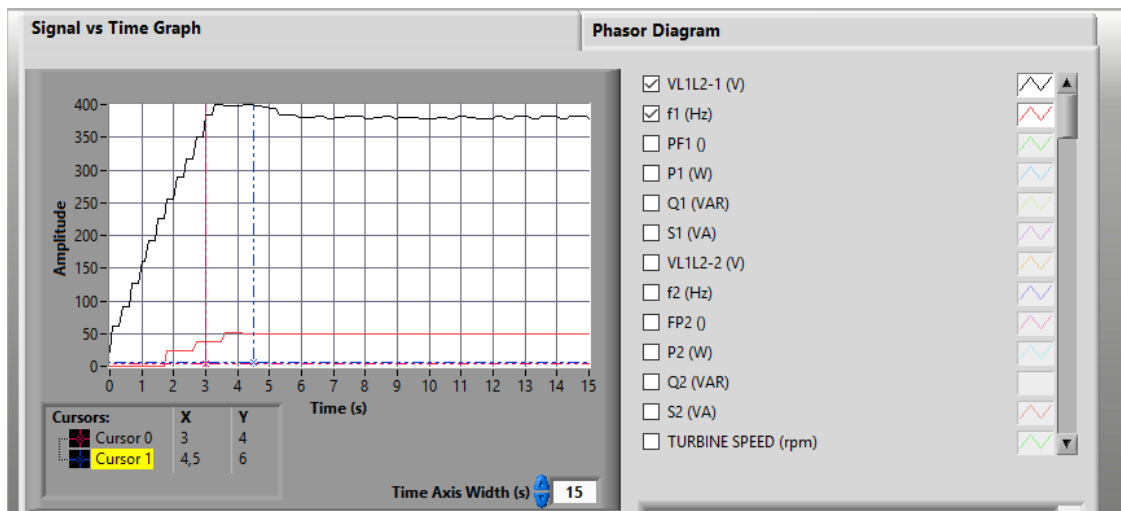 Signal vs Time Graph
Phasor Diagram
400
350
300
250
200
150
100
50
0
Amplitude
0 1 2 3 4 5 6 7 8 9 10 11 12 13 14 15
Time (s)
Cursors: X Y
Cursor 0 3 4
Cursor 1 4,5 6
Time Axis Width (s) 15
VL1L2-1 (V)
f1 (Hz)
PF1 ()
P1 (W)
Q1 (VAR)
S1 (VA)
VL1L2-2 (V)
f2 (Hz)
FP2 ()
P2 (W)
Q2 (VAR)
S2 (VA)
TURBINE SPEED (rpm)